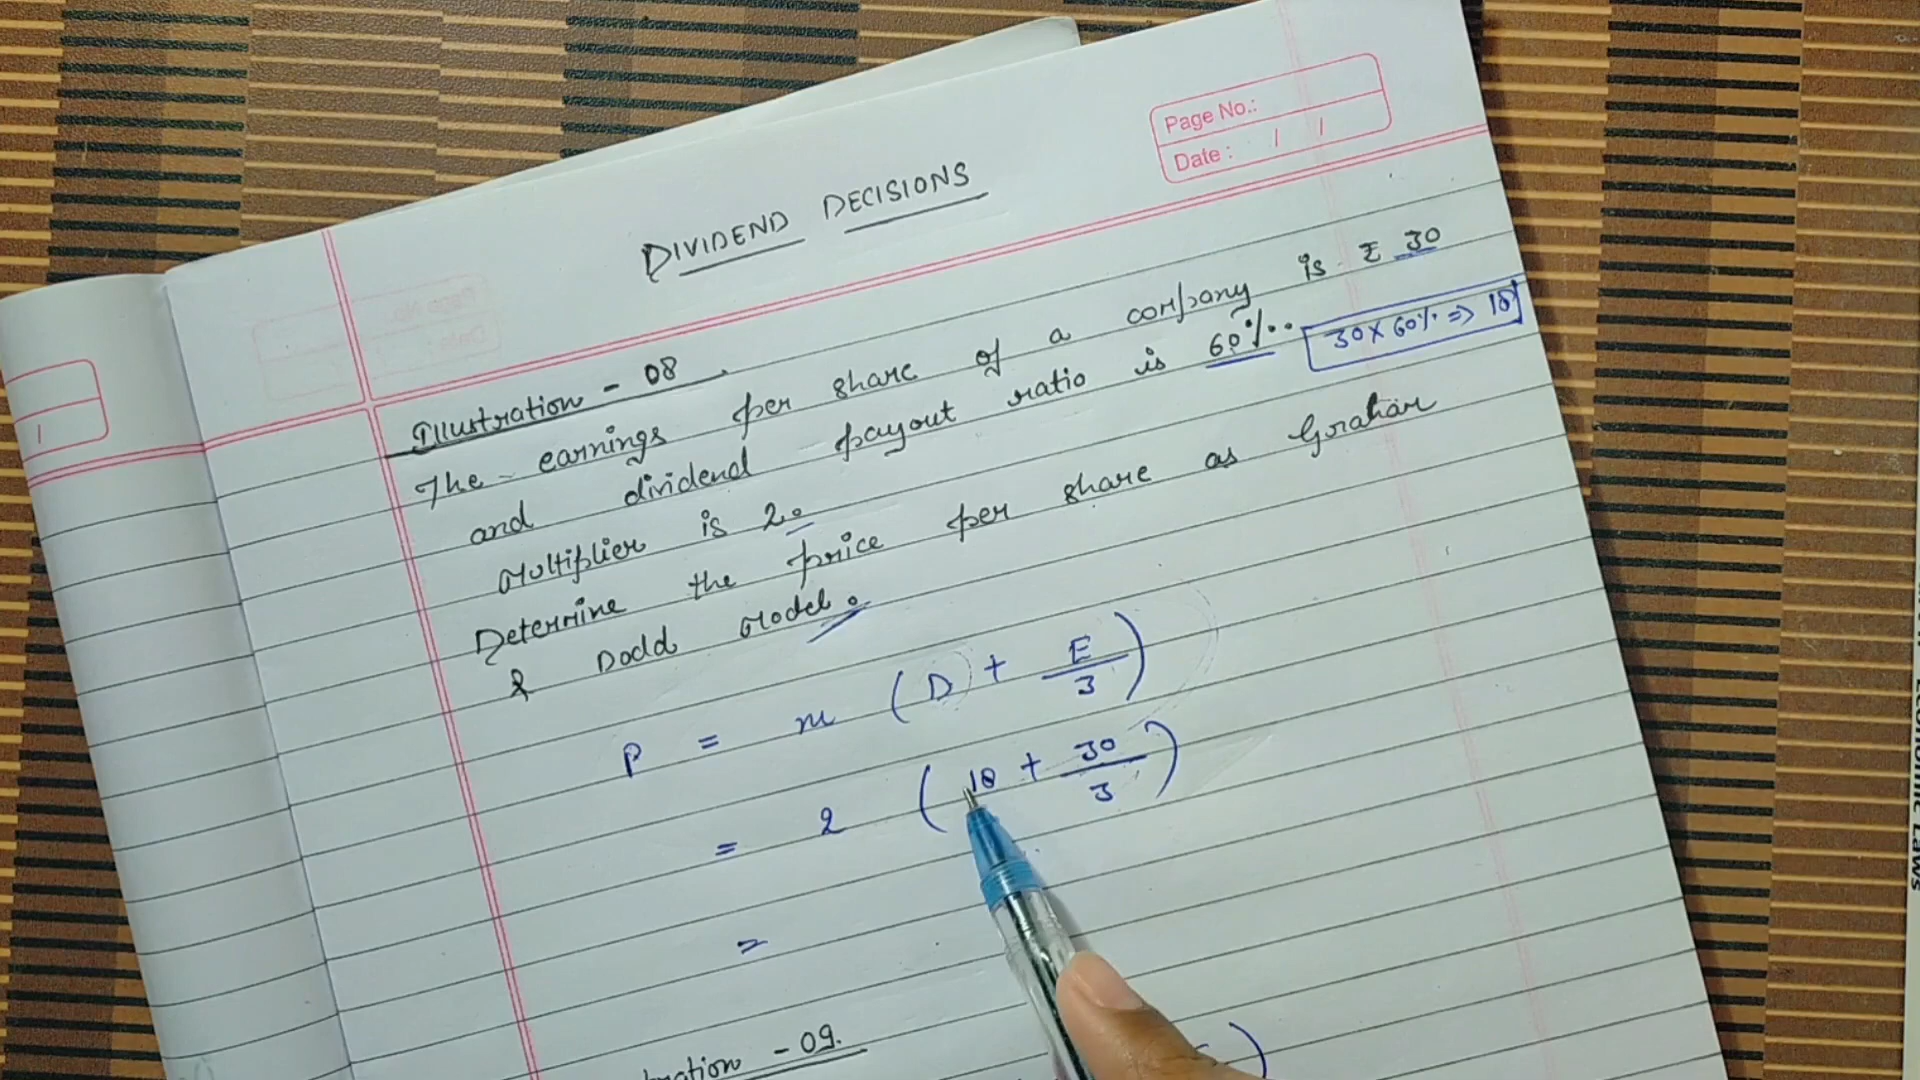 Page No.:
Date : / /
DIVIDEND DECISIONS
Illustration - 08
The earnings per share of a company is ₹ 30
and dividend payout ratio is 60%. 30 X 60% => 18
Multiplier is 2.
Determine the price per share as Graham
& Dodd Model.
P = m ( D + E/3 )
= 2 ( 18 + 30/3 )
=
- 09.